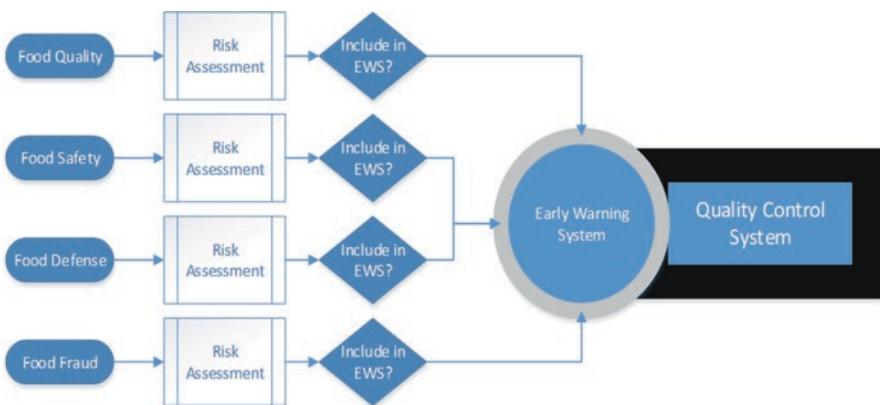 Food Quality
Risk
Assessment
Include in
EWS?
Food Safety
Risk
Assessment
Include in
EWS?
Food Defense
Risk
Assessment
Include in
EWS?
Food Fraud
Risk
Assessment
Include in
EWS?
Early Warning
System
Quality Control
System